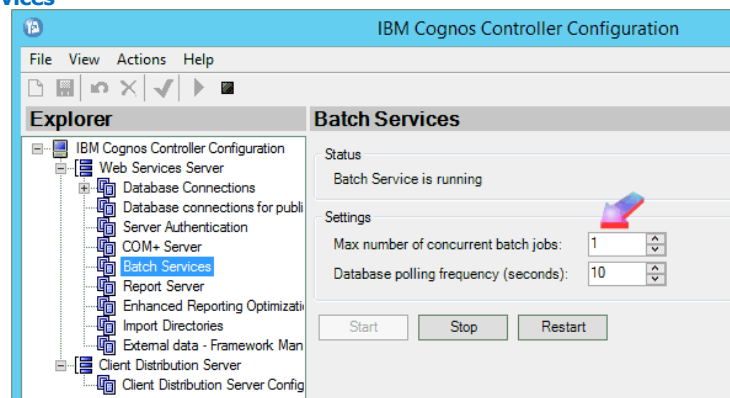 vices
IBM Cognos Controller Configuration
File View Actions Help
Explorer
Batch Services
IBM Cognos Controller Configuration
Web Services Server
Database Connections
Database connections for publi
Server Authentication
COM+ Server
Batch Services
Report Server
Enhanced Reporting Optimizati
Import Directories
External data - Framework Man
Client Distribution Server
Client Distribution Server Config
Status
Batch Service is running
Settings
Max number of concurrent batch jobs: 1
Database polling frequency (seconds): 10
Start Stop Restart